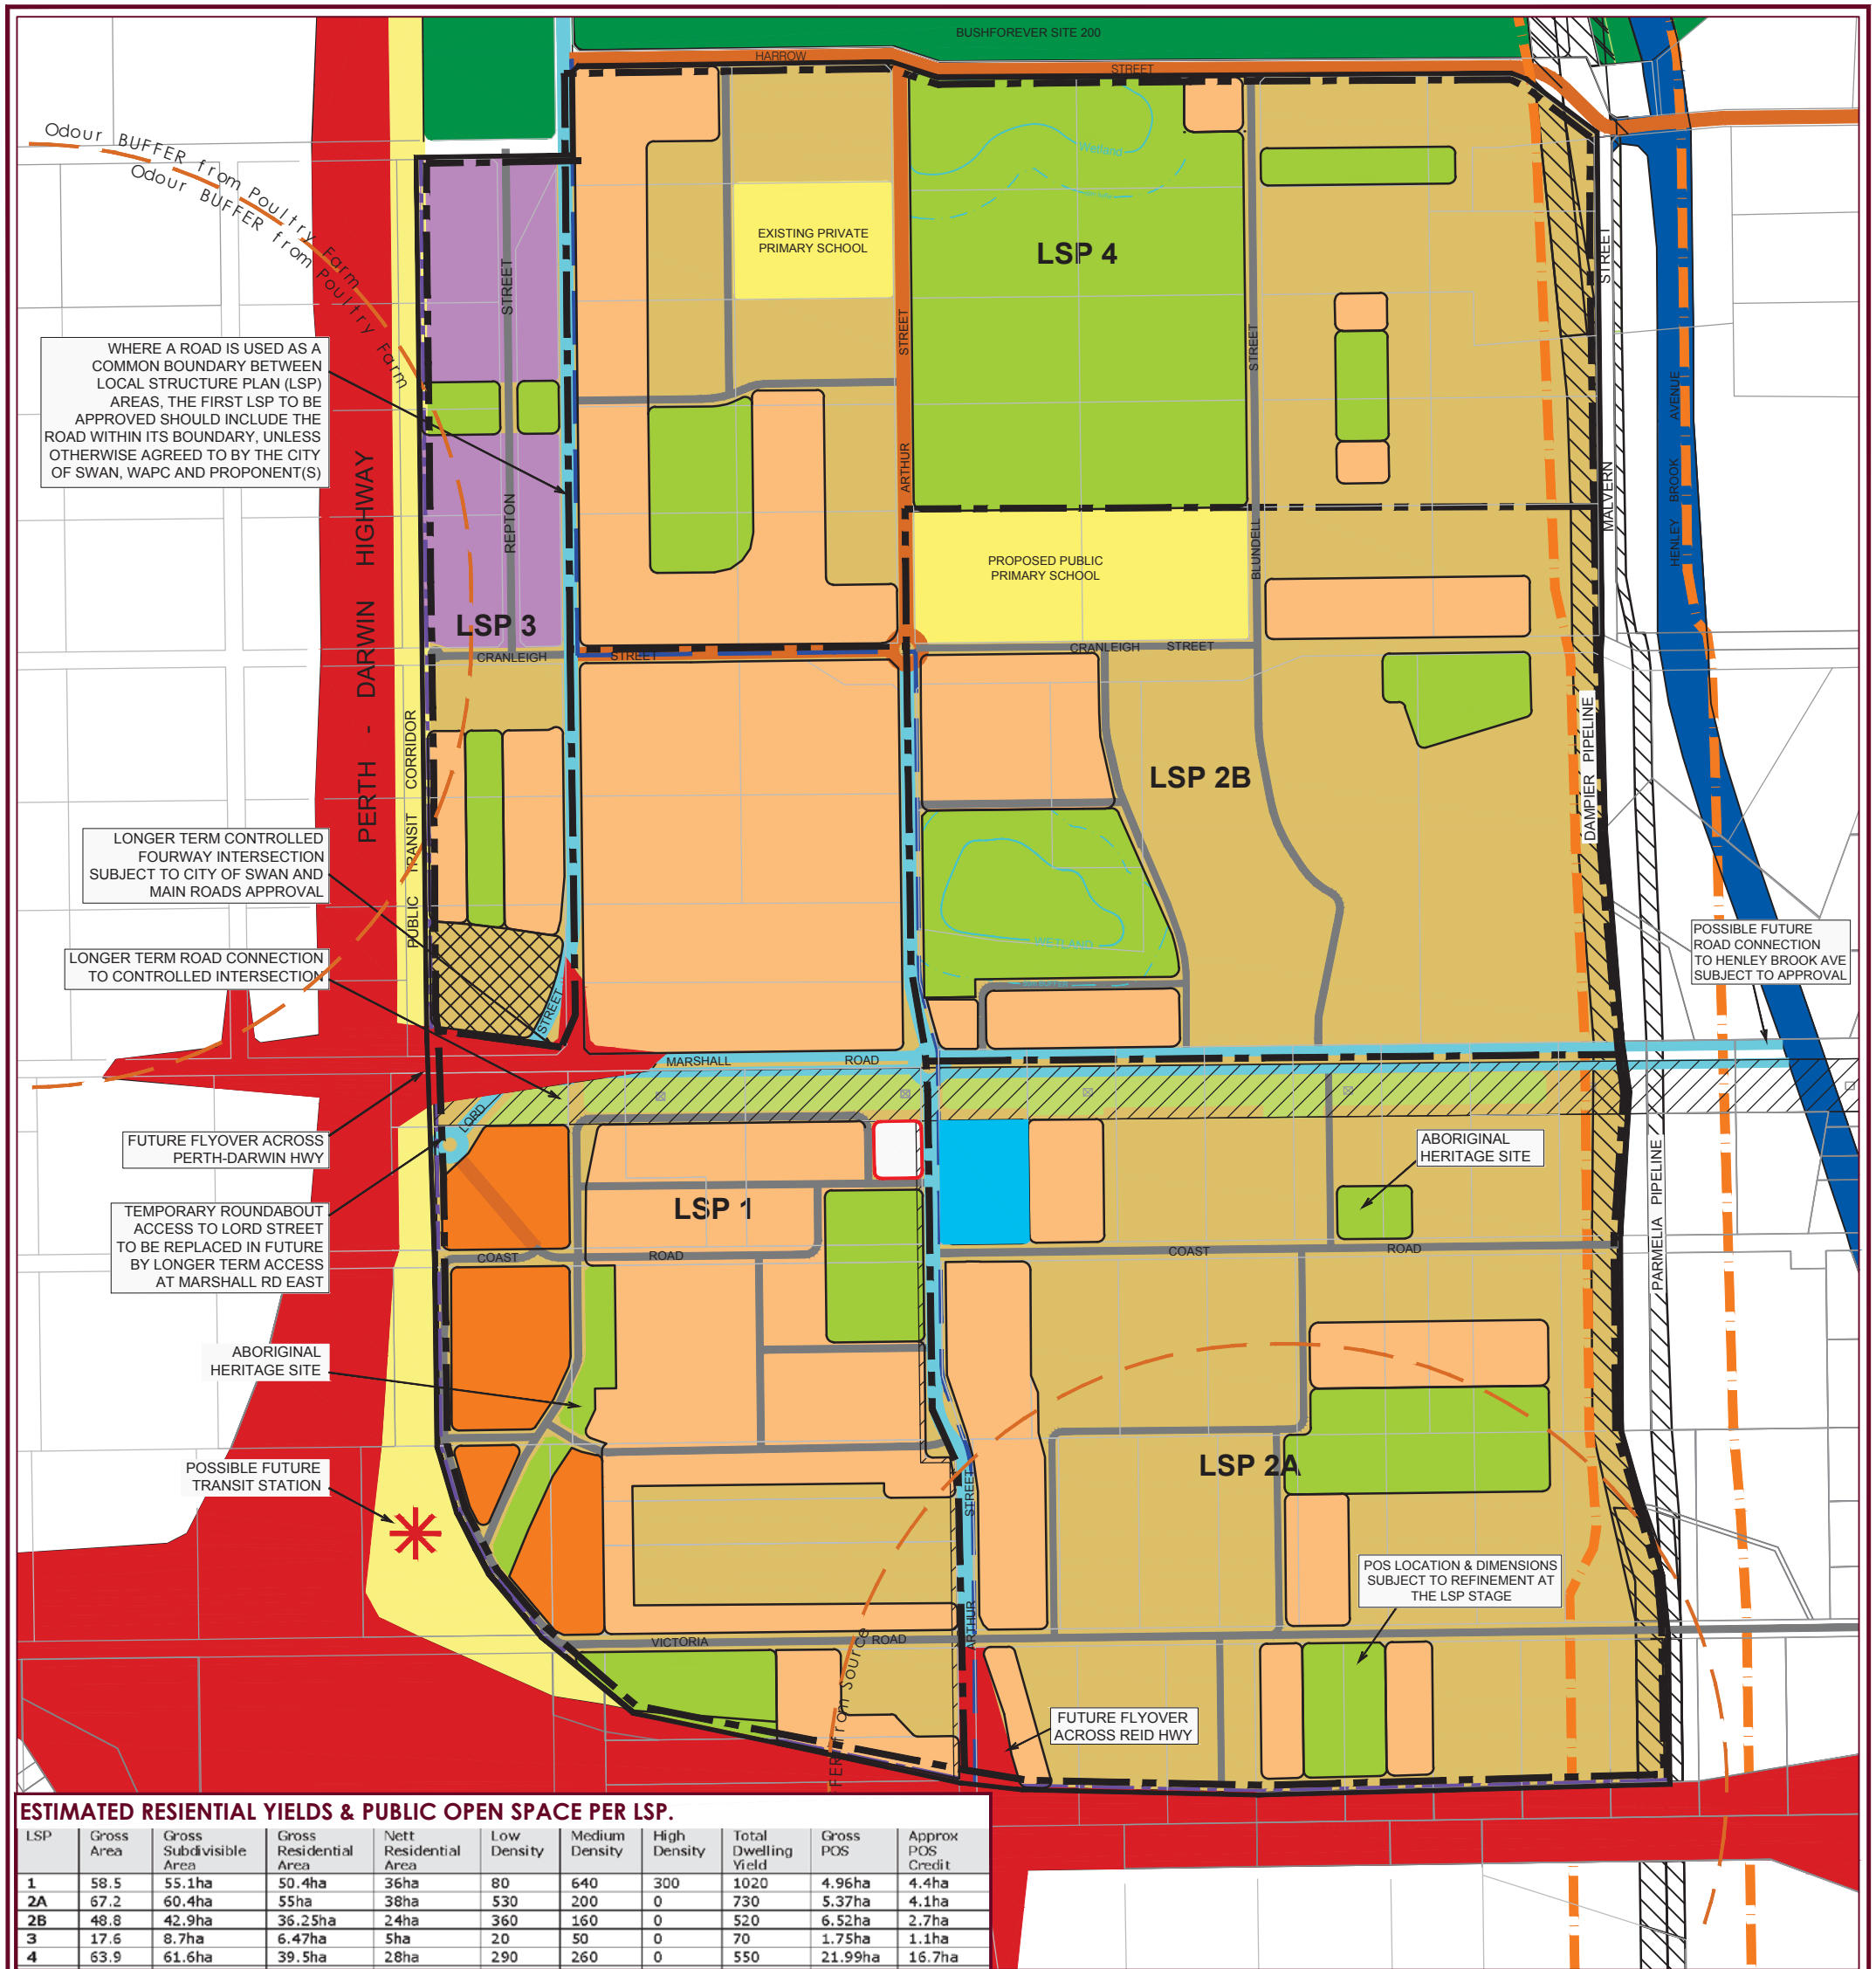 BUSHFOREVER SITE 200
HARROW
STREET
Odour BUFFER from Poultry Farm
Odour BUFFER from Poultry Farm
Wetland
EXISTING PRIVATE
PRIMARY SCHOOL
LSP 4
STREET
STREET
STREET
STREET
WHERE A ROAD IS USED AS A
COMMON BOUNDARY BETWEEN
LOCAL STRUCTURE PLAN (LSP)
AREAS, THE FIRST LSP TO BE
APPROVED SHOULD INCLUDE THE
ROAD WITHIN ITS BOUNDARY, UNLESS
OTHERWISE AGREED TO BY THE CITY
OF SWAN, WAPC AND PROPONENT(S)
PERTH - DARWIN HIGHWAY
REPTON
ARTHUR
BLUNDELL
MALVERN
HENLEY BROOK AVENUE
PROPOSED PUBLIC
PRIMARY SCHOOL
LSP 3
CRANLEIGH
STREET
CRANLEIGH STREET
PUBLIC TRANSIT CORRIDOR
LSP 2B
DAMPIER PIPELINE
LONGER TERM CONTROLLED
FOURWAY INTERSECTION
SUBJECT TO CITY OF SWAN AND
MAIN ROADS APPROVAL
LONGER TERM ROAD CONNECTION
TO CONTROLLED INTERSECTION
WETLAND
POSSIBLE FUTURE
ROAD CONNECTION
TO HENLEY BROOK AVE
SUBJECT TO APPROVAL
STREET
MARSHALL ROAD
LORD
FUTURE FLYOVER ACROSS
PERTH-DARWIN HWY
ABORIGINAL
HERITAGE SITE
PARMELIA PIPELINE
TEMPORARY ROUNDABOUT
ACCESS TO LORD STREET
TO BE REPLACED IN FUTURE
BY LONGER TERM ACCESS
AT MARSHALL RD EAST
LSP 1
COAST ROAD
COAST ROAD
ABORIGINAL
HERITAGE SITE
POSSIBLE FUTURE
TRANSIT STATION
LSP 2A
STREET
ARTHUR
POS LOCATION & DIMENSIONS
SUBJECT TO REFINEMENT AT
THE LSP STAGE
VICTORIA ROAD
FER from Source
FUTURE FLYOVER
ACROSS REID HWY
ESTIMATED RESIENTIAL YIELDS & PUBLIC OPEN SPACE PER LSP.
LSP Gross Area Gross Subdivisible Area Gross Residential Area Nett Residential Area Low Density Medium Density High Density Total Dwelling Yield Gross POS Approx POS Credit
1 58.5 55.1ha 50.4ha 36ha 80 640 300 1020 4.96ha 4.4ha
2A 67.2 60.4ha 55ha 38ha 530 200 0 730 5.37ha 4.1ha
2B 48.8 42.9ha 36.25ha 24ha 360 160 0 520 6.52ha 2.7ha
3 17.6 8.7ha 6.47ha 5ha 20 50 0 70 1.75ha 1.1ha
4 63.9 61.6ha 39.5ha 28ha 290 260 0 550 21.99ha 16.7ha